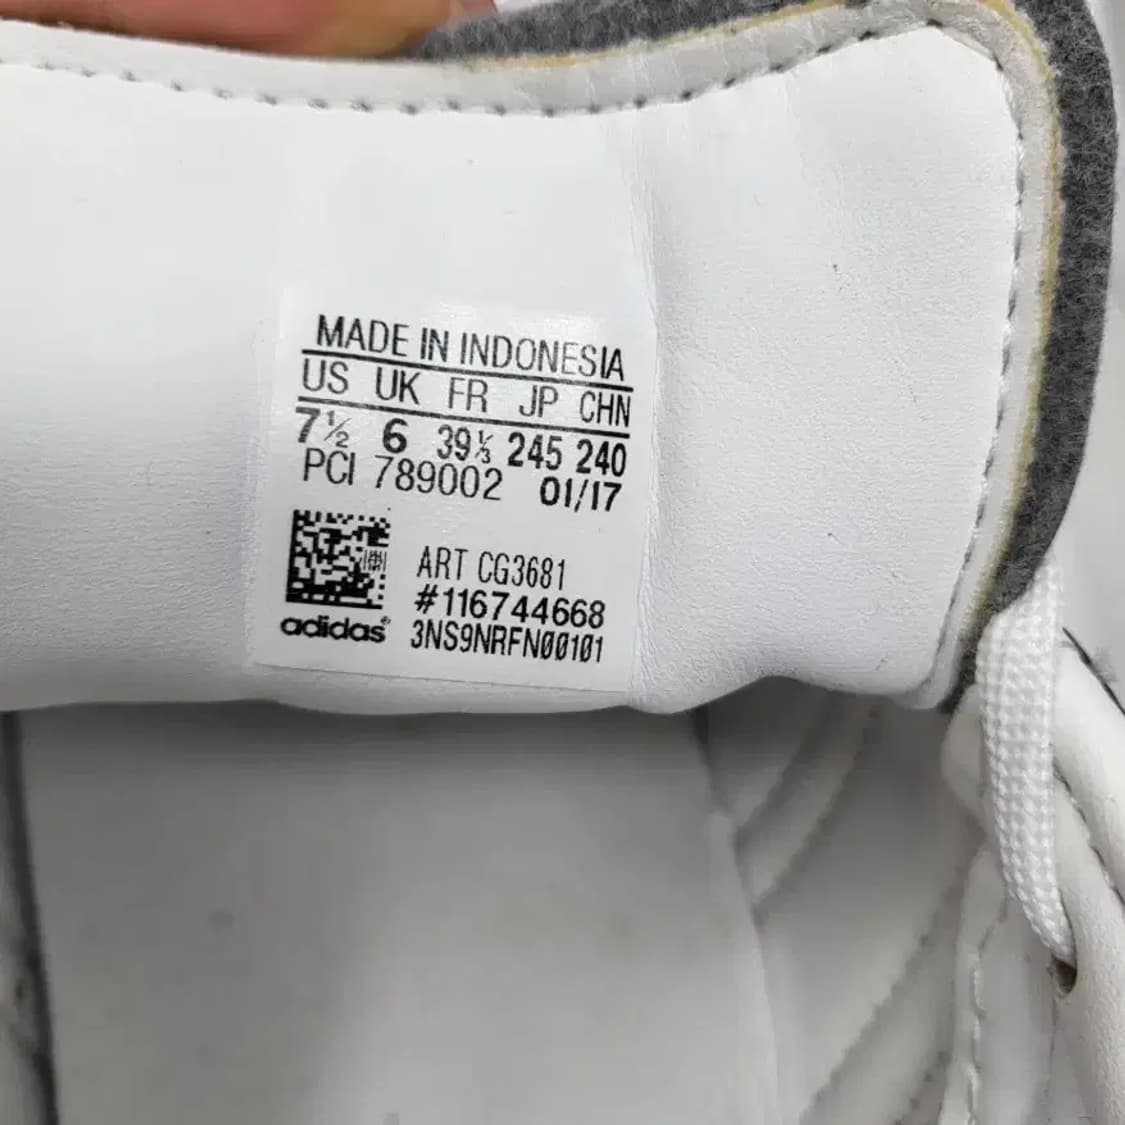 MADE IN INDONESIA
US UK FR JP CHN
7½ 6 39⅓ 245 240
PCI 789002 01/17
ART CG3681
#116744668
adidas® 3NS9NRFN00101